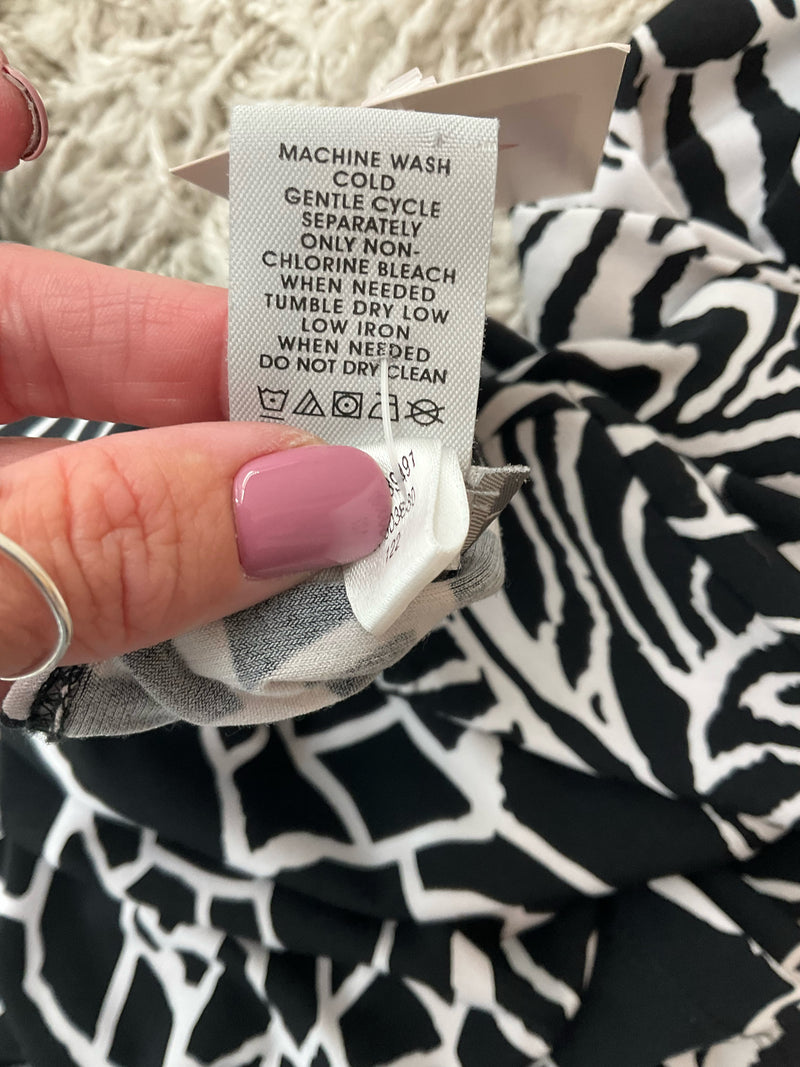 MACHINE WASH
COLD
GENTLE CYCLE
SEPARATELY
ONLY NON-
CHLORINE BLEACH
WHEN NEEDED
TUMBLE DRY LOW
LOW IRON
WHEN NEEDED
DO NOT DRY CLEAN